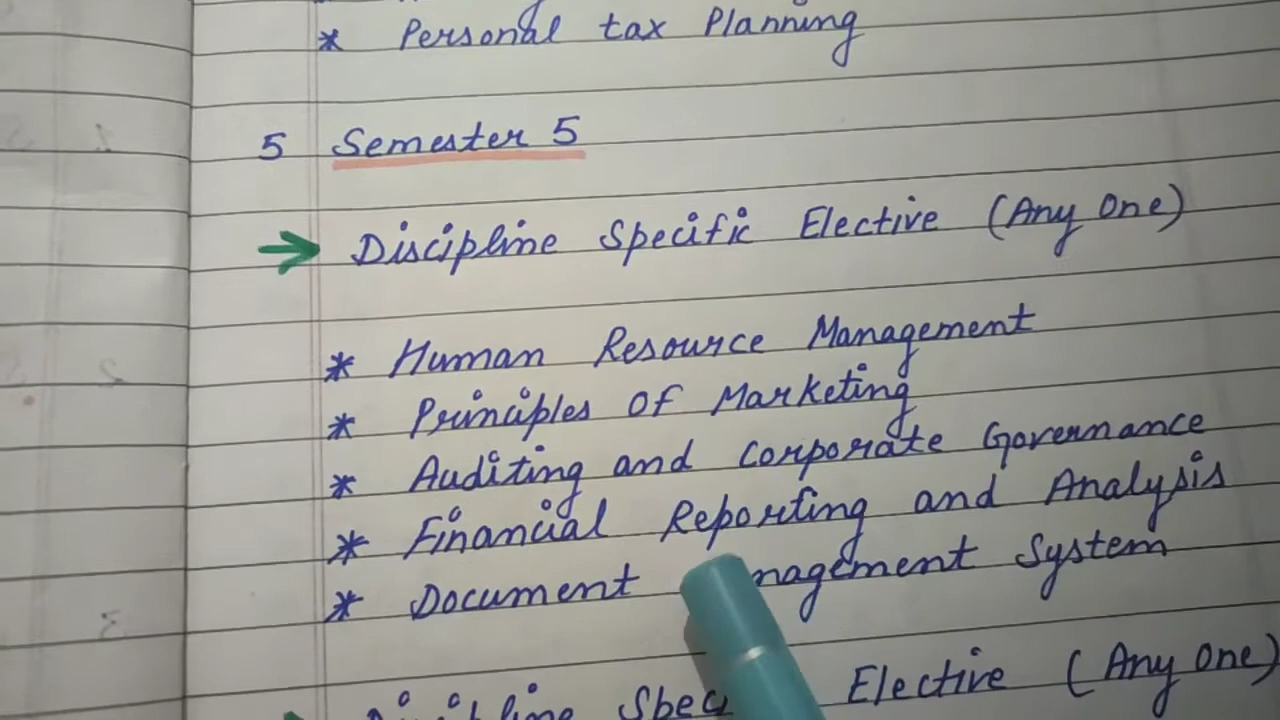 * Personal tax Planning
5 Semester 5
→ Discipline Specific Elective (Any One)
* Human Resource Management
* Principles Of Marketing
* Auditing and Corporate Governance
* Financial Reporting and Analysis
* Document nagement System
Elective (Any One)